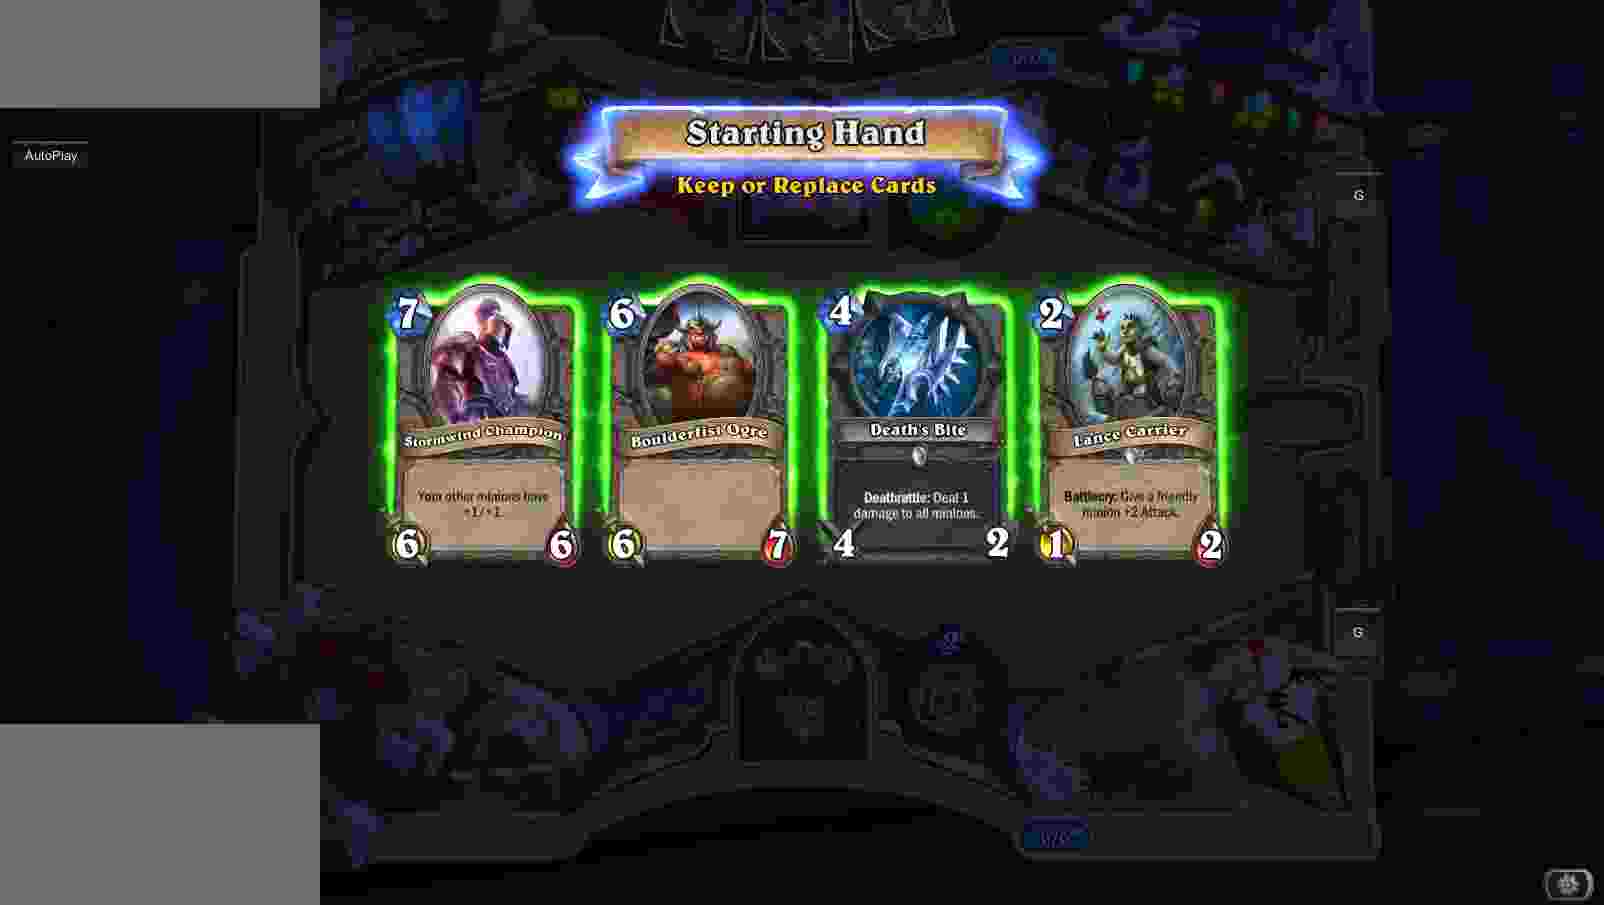 Starting Hand
Keep or Replace Cards
AutoPlay
G
7
6
4
2
Stormwind Champion
Boulderfist Ogre
Death's Bite
Lance Carrier
Your other minions have
+1/+1.
Deathrattle: Deal 1
damage to all minions.
Battlecry: Give a friendly
minion +2 Attack.
6
6
6
7
4
2
1
2
G
2